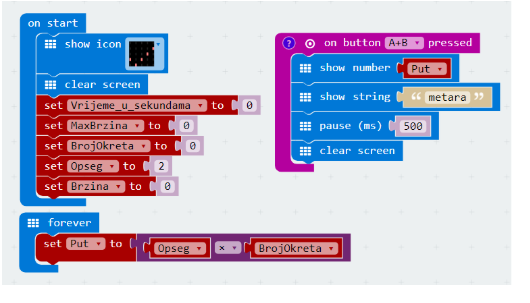 on start
show icon
clear screen
set Vrijeme_u_sekundama to 0
set MaxBrzina to 0
set BrojOkreta to 0
set Opseg to 2
set Brzina to 0
forever
set Put to Opseg × BrojOkreta
? on button A+B pressed
show number Put
show string “ metara ”
pause (ms) 500
clear screen